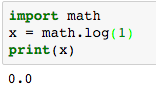 import math
x = math.log(1)
print(x)
0.0